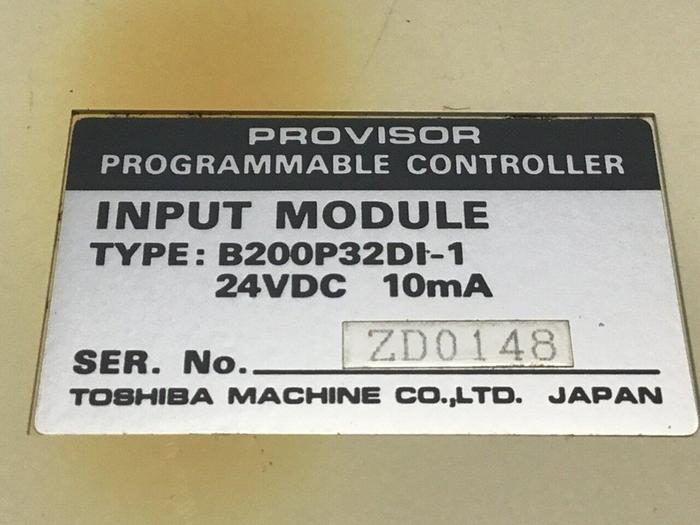 PROVISOR
PROGRAMMABLE CONTROLLER
INPUT MODULE
TYPE: B200P32DI-1
24VDC 10mA
SER. No. ZD0148
TOSHIBA MACHINE CO.,LTD. JAPAN